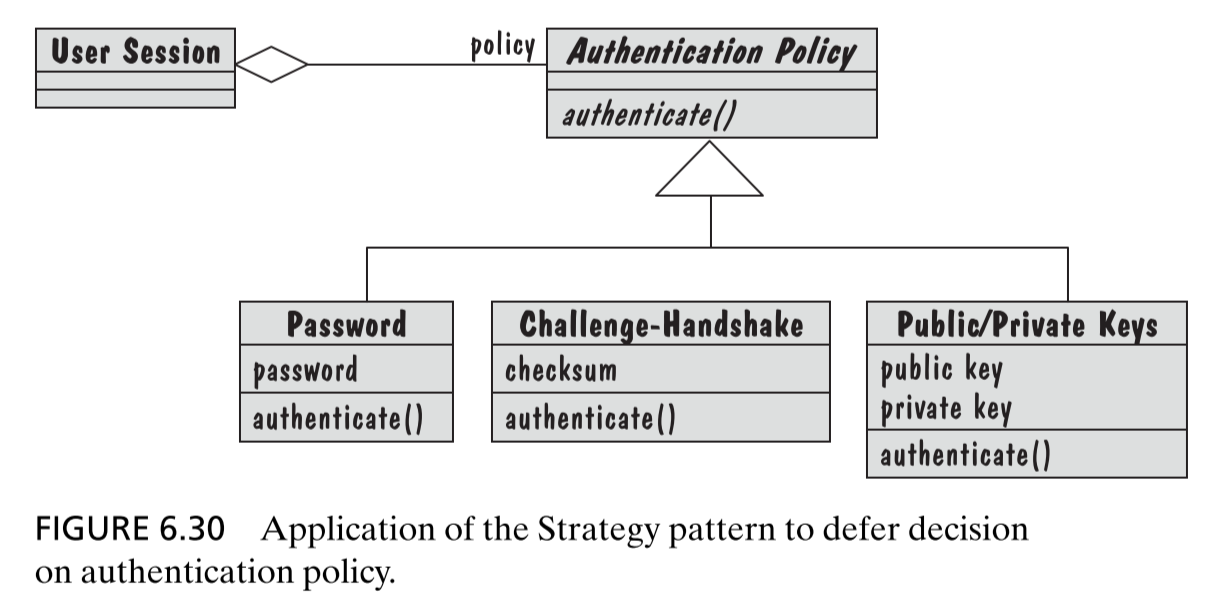 User Session
policy
Authentication Policy
authenticate()
Password
password
authenticate()
Challenge-Handshake
checksum
authenticate()
Public/Private Keys
public key
private key
authenticate()
FIGURE 6.30 Application of the Strategy pattern to defer decision
on authentication policy.